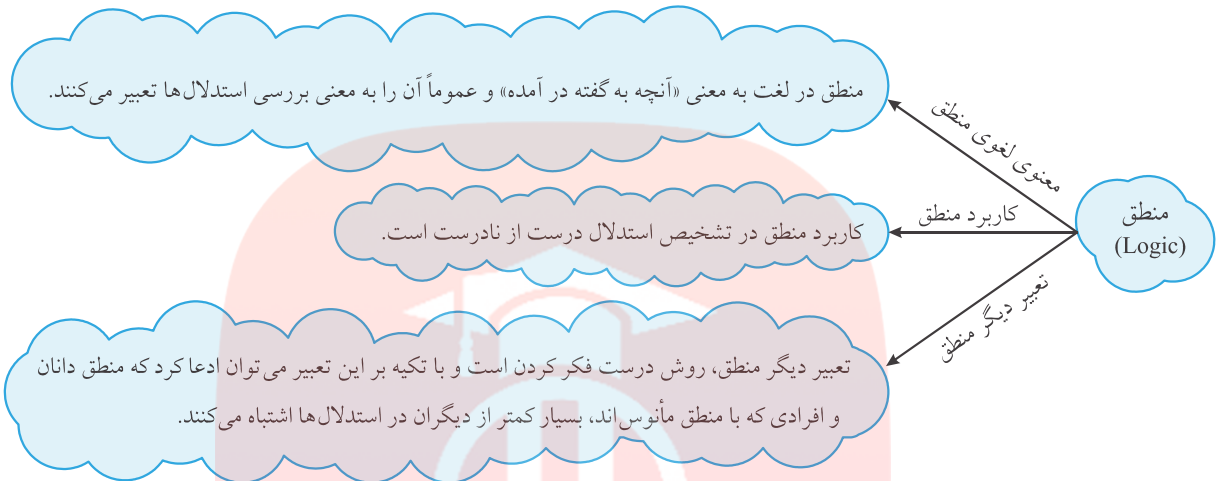 منطق
(Logic)
معنوی لغوی منطق
منطق در لغت به معنی «آنچه به گفته در آمده» و عموماً آن را به معنی بررسی استدلال‌ها تعبیر می‌کنند.
کاربرد منطق
کاربرد منطق در تشخیص استدلال درست از نادرست است.
تعبیر دیگر منطق
تعبیر دیگر منطق، روش درست فکر کردن است و با تکیه بر این تعبیر می‌توان ادعا کرد که منطق دانان
و افرادی که با منطق مأنوس‌اند، بسیار کمتر از دیگران در استدلال‌ها اشتباه می‌کنند.